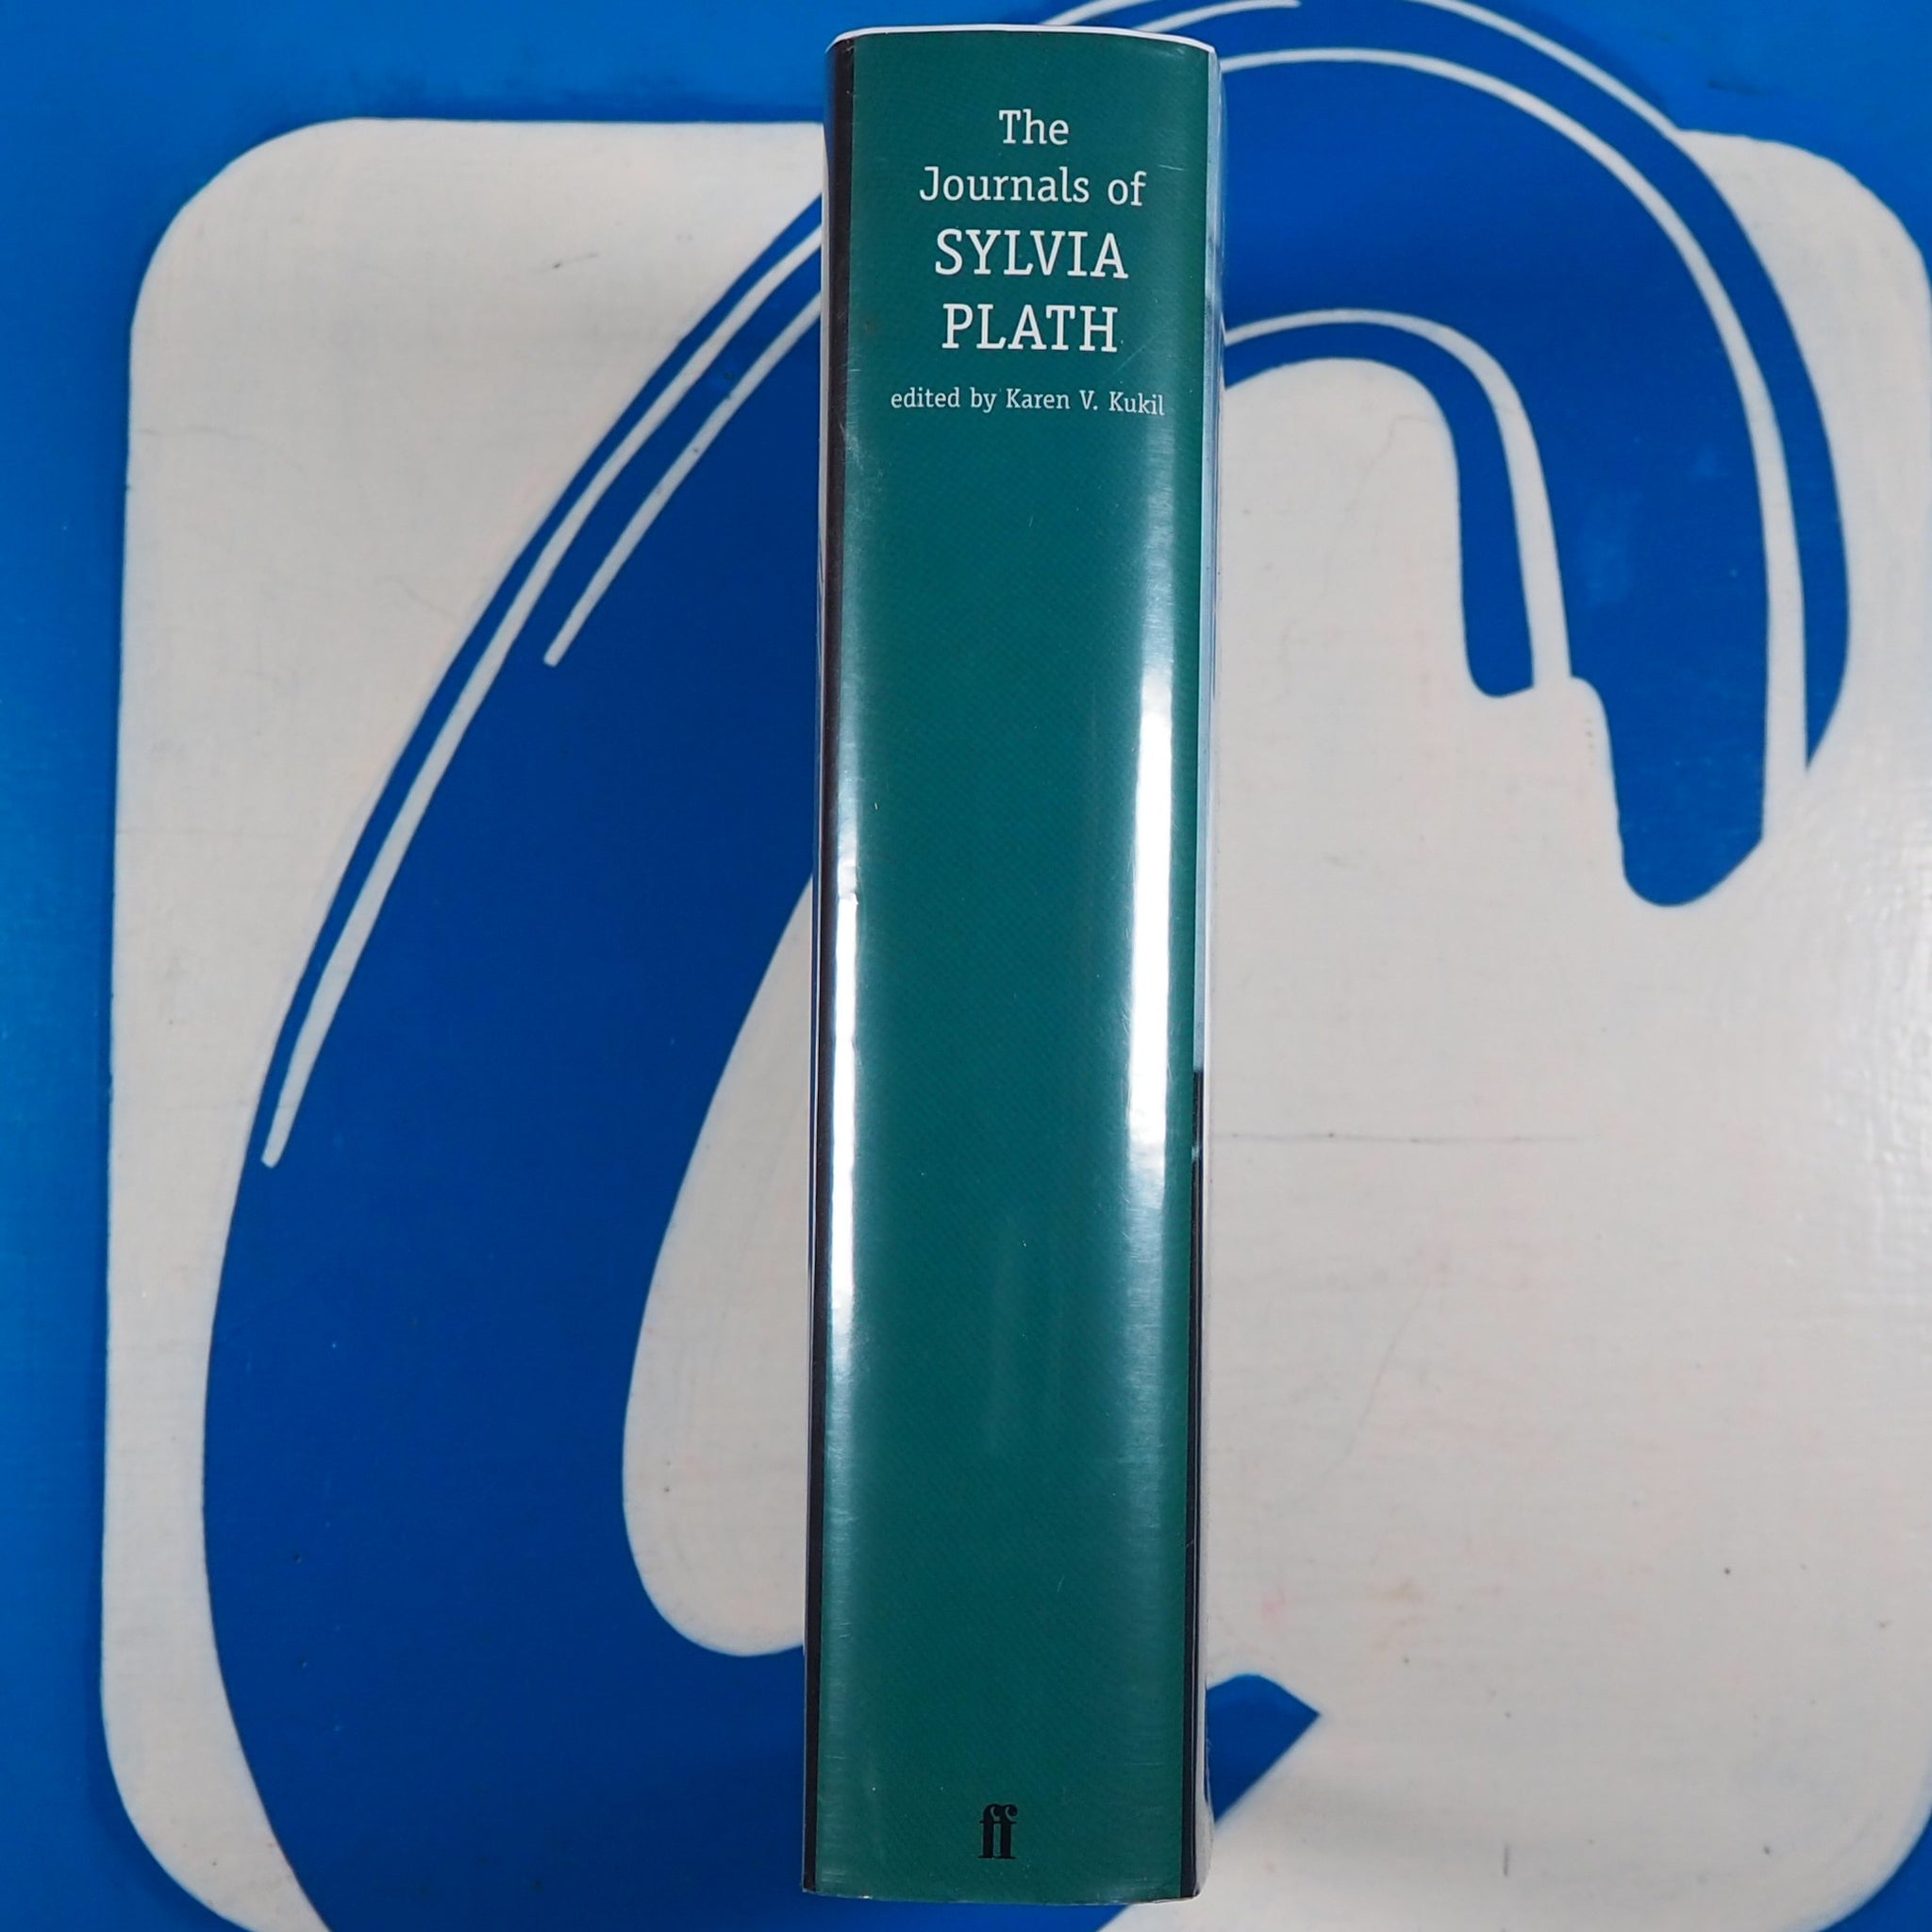 The
Journals of
SYLVIA
PLATH
edited by Karen V. Kukil
ff